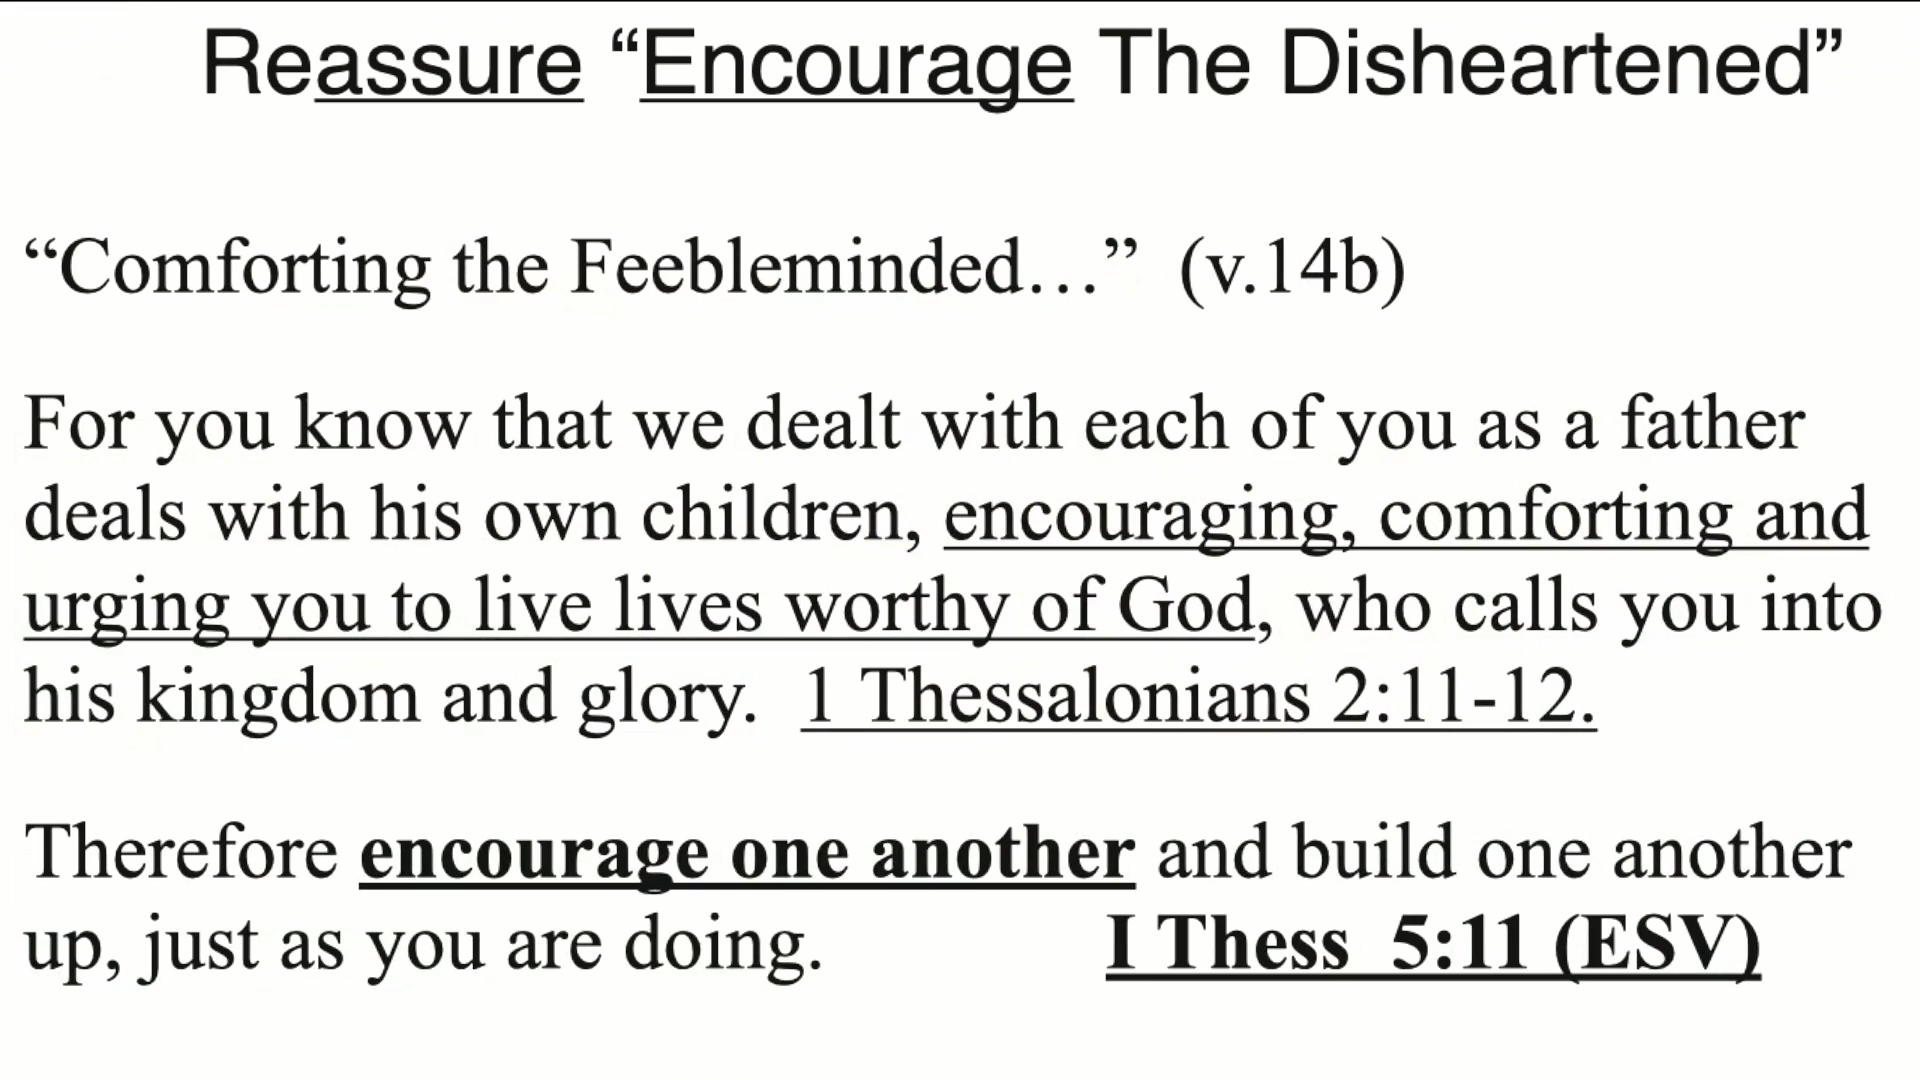 Reassure “Encourage The Disheartened”
“Comforting the Feebleminded…” (v.14b)
For you know that we dealt with each of you as a father
deals with his own children, encouraging, comforting and
urging you to live lives worthy of God, who calls you into
his kingdom and glory. 1 Thessalonians 2:11-12.
Therefore encourage one another and build one another
up, just as you are doing. I Thess 5:11 (ESV)